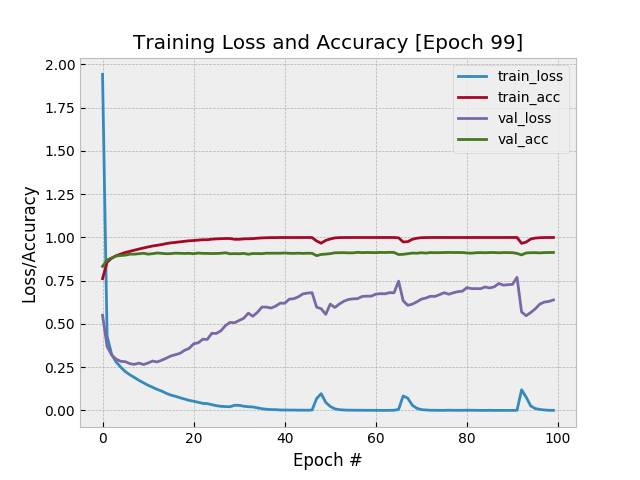 Training Loss and Accuracy [Epoch 99]
2.00
1.75
1.50
1.25
1.00
0.75
0.50
0.25
0.00
Loss/Accuracy
train_loss
train_acc
val_loss
val_acc
0 20 40 60 80 100
Epoch #